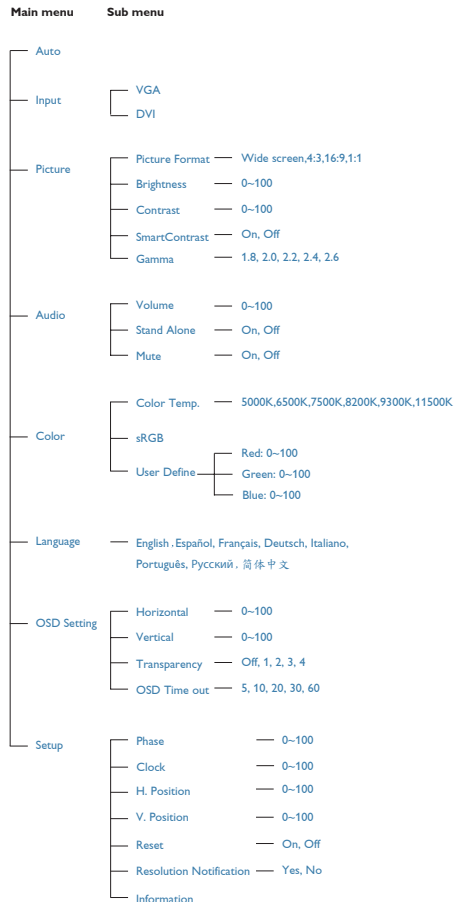 Main menu Sub menu
Auto
Input
VGA
DVI
Picture
Picture Format Wide screen,4:3,16:9,1:1
Brightness 0~100
Contrast 0~100
SmartContrast On, Off
Gamma 1.8, 2.0, 2.2, 2.4, 2.6
Audio
Volume 0~100
Stand Alone On, Off
Mute On, Off
Color
Color Temp. 5000K,6500K,7500K,8200K,9300K,11500K
sRGB
User Define
Red: 0~100
Green: 0~100
Blue: 0~100
Language
English , Español, Français, Deutsch, Italiano,
Português, Русский , 简体中文
OSD Setting
Horizontal 0~100
Vertical 0~100
Transparency Off, 1, 2, 3, 4
OSD Time out 5, 10, 20, 30, 60
Setup
Phase 0~100
Clock 0~100
H. Position 0~100
V. Position 0~100
Reset On, Off
Resolution Notification Yes, No
Information